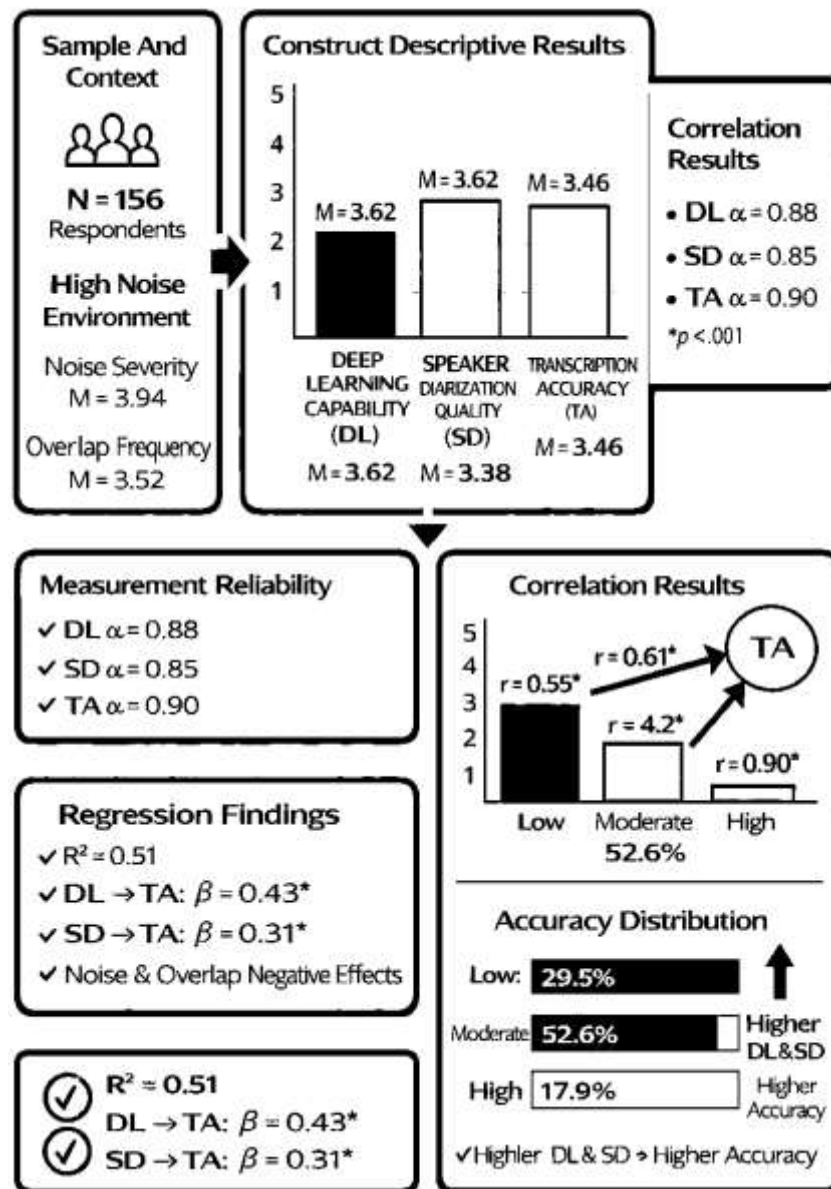 Sample And
Context
N = 156
Respondents
High Noise
Environment
Noise Severity
M = 3.94
Overlap Frequency
M = 3.52
Construct Descriptive Results
5
4
3
2
1
M = 3.62
M = 3.62
M = 3.46
DEEP
LEARNING
CAPABILITY
(DL)
M = 3.62
SPEAKER
DIARIZATION
QUALITY
(SD)
M = 3.38
TRANSCRIPTION
ACCURACY
(TA)
M = 3.46
Correlation
Results
• DL α = 0.88
• SD α = 0.85
• TA α = 0.90
*p < .001
Measurement Reliability
✓ DL α = 0.88
✓ SD α = 0.85
✓ TA α = 0.90
Regression Findings
✓ R² = 0.51
✓ DL → TA: β = 0.43*
✓ SD → TA: β = 0.31*
✓ Noise & Overlap Negative Effects
✓ R² = 0.51
DL → TA: β = 0.43*
✓ SD → TA: β = 0.31*
Correlation Results
5
4
3
2
1
r = 0.55*
r = 0.61*
TA
r = 4.2*
r = 0.90*
Low
Moderate
52.6%
High
Accuracy Distribution
Low: 29.5%
Moderate 52.6%
High 17.9%
Higher
DL&SD
Higher
Accuracy
✓Highler DL & SD → Higher Accuracy